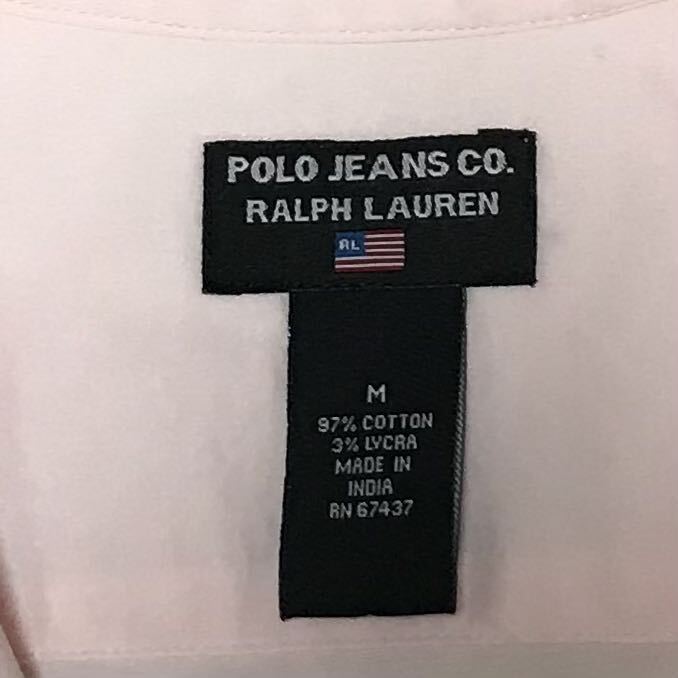 POLO JEANS CO.
RALPH LAUREN
RL
M
97% COTTON
3% LYCRA
MADE IN
INDIA
RN 67437